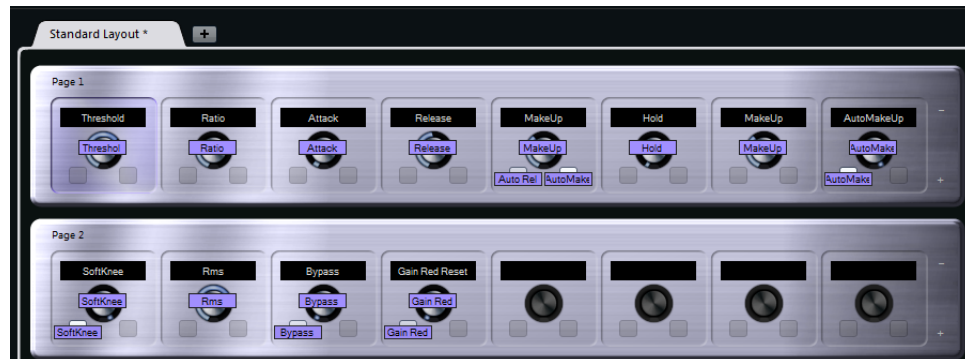 Standard Layout * +
Page 1
Threshold Ratio Attack Release MakeUp Hold MakeUp AutoMakeUp
Threshol Ratio Attack Release MakeUp Hold MakeUp AutoMake
Auto Rel AutoMake AutoMake
Page 2
SoftKnee Rms Bypass Gain Red Reset
SoftKnee Rms Bypass Gain Red
SoftKnee Bypass Gain Red